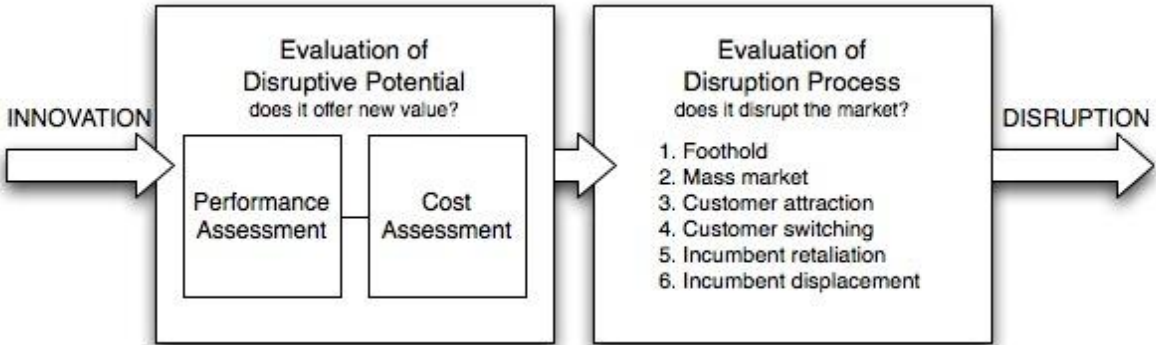 INNOVATION
Evaluation of
Disruptive Potential
does it offer new value?
Performance
Assessment
Cost
Assessment
Evaluation of
Disruption Process
does it disrupt the market?
1. Foothold
2. Mass market
3. Customer attraction
4. Customer switching
5. Incumbent retaliation
6. Incumbent displacement
DISRUPTION